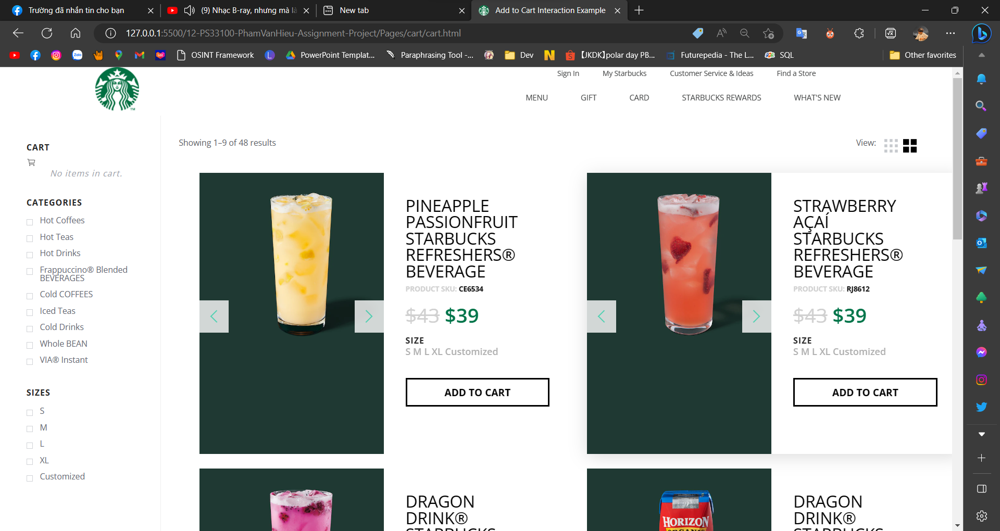 Trường đã nhắn tin cho bạn
(9) Nhạc B-ray, nhưng mà là
New tab
Add to Cart Interaction Example
127.0.0.1:5500/12-PS33100-PhamVanHieu-Assignment-Project/Pages/cart/cart.html
OSINT Framework
PowerPoint Templat...
Paraphrasing Tool -...
Dev
【JKDK】polar day PB...
Futurepedia - The L...
SQL
Other favorites
Sign In
My Starbucks
Customer Service & Ideas
Find a Store
MENU
GIFT
CARD
STARBUCKS REWARDS
WHAT'S NEW
CART
No items in cart.
CATEGORIES
Hot Coffees
Hot Teas
Hot Drinks
Frappuccino® Blended
BEVERAGES
Cold COFFEES
Iced Teas
Cold Drinks
Whole BEAN
VIA® Instant
SIZES
S
M
L
XL
Customized
Showing 1–9 of 48 results
View:
PINEAPPLE
PASSIONFRUIT
STARBUCKS
REFRESHERS®
BEVERAGE
PRODUCT SKU: CE6534
$43 $39
SIZE
S M L XL Customized
ADD TO CART
STRAWBERRY
AÇAÍ
STARBUCKS
REFRESHERS®
BEVERAGE
PRODUCT SKU: RJ8612
$43 $39
SIZE
S M L XL Customized
ADD TO CART
DRAGON
DRINK®
STARBUCKS
HORIZON
ORGANIC
DRAGON
DRINK®
STARBUCKS